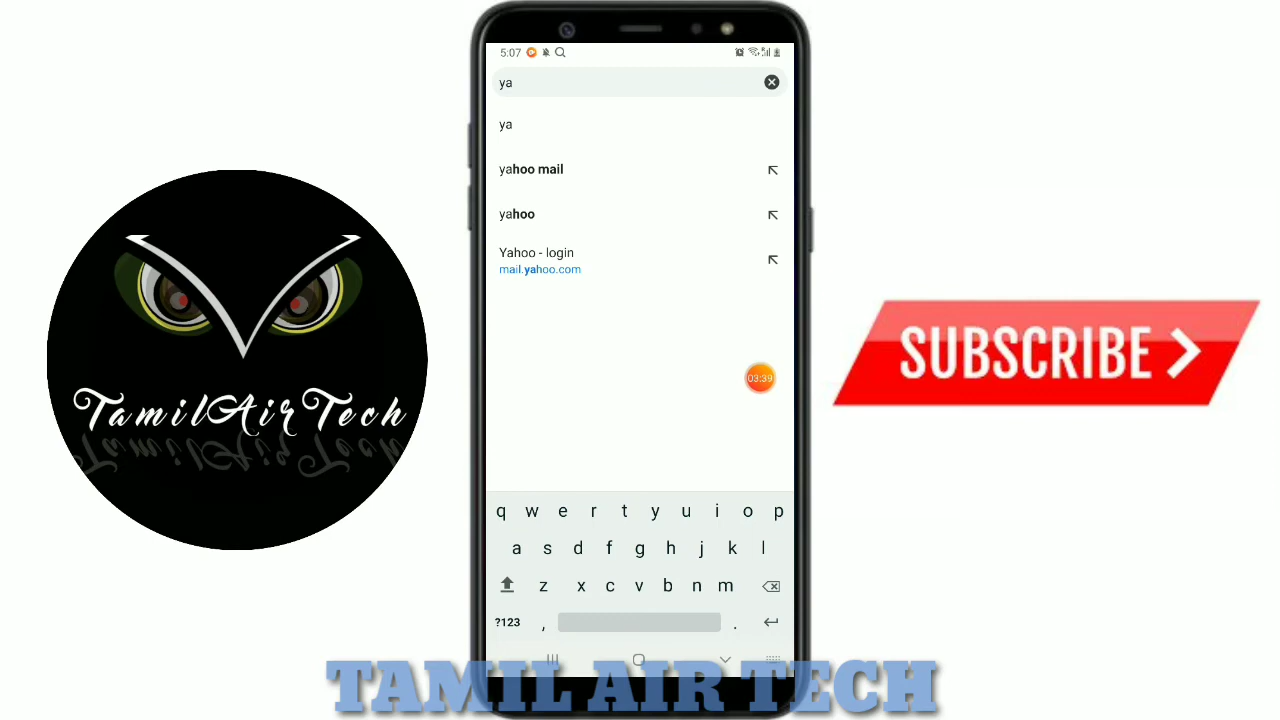 5:07
ya
ya
yahoo mail
yahoo
Yahoo - login
mail.yahoo.com
03:39
q w e r t y u i o p
a s d f g h j k l
z x c v b n m
?123 , .
TamilAirTech
SUBSCRIBE
TAMIL AIR TECH